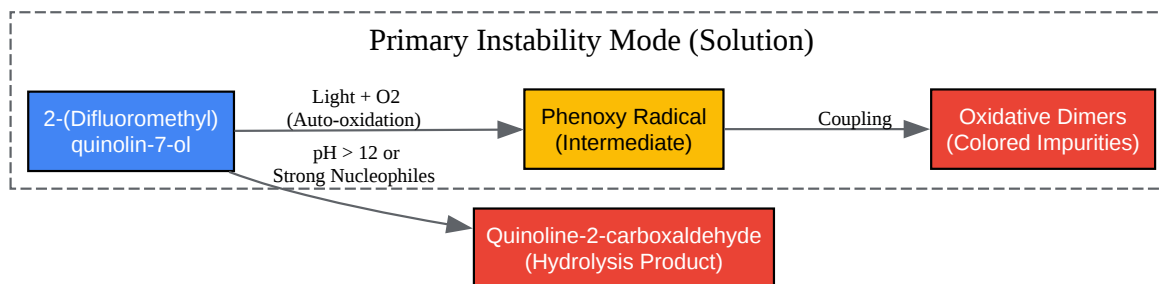 Primary Instability Mode (Solution)
2-(Difluoromethyl)
quinolin-7-ol
Light + O2
(Auto-oxidation)
Phenoxy Radical
(Intermediate)
Coupling
Oxidative Dimers
(Colored Impurities)
pH > 12 or
Strong Nucleophiles
Quinoline-2-carboxaldehyde
(Hydrolysis Product)